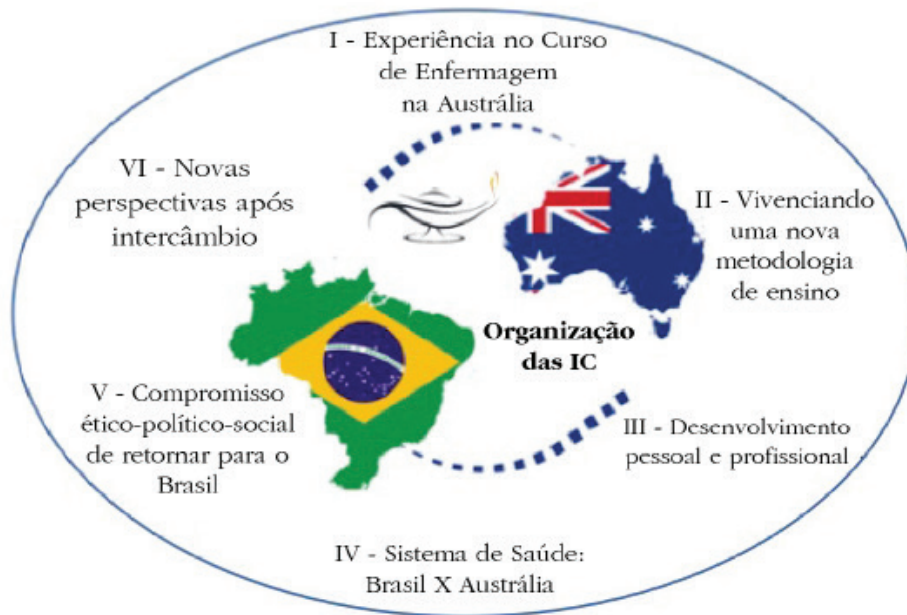 I - Experiência no Curso
de Enfermagem
na Austrália
II - Vivenciando
uma nova
metodologia
de ensino
III - Desenvolvimento
pessoal e profissional
IV - Sistema de Saúde:
Brasil X Austrália
V - Compromisso
ético-político-social
de retornar para o
Brasil
VI - Novas
perspectivas após
intercâmbio
Organização
das IC